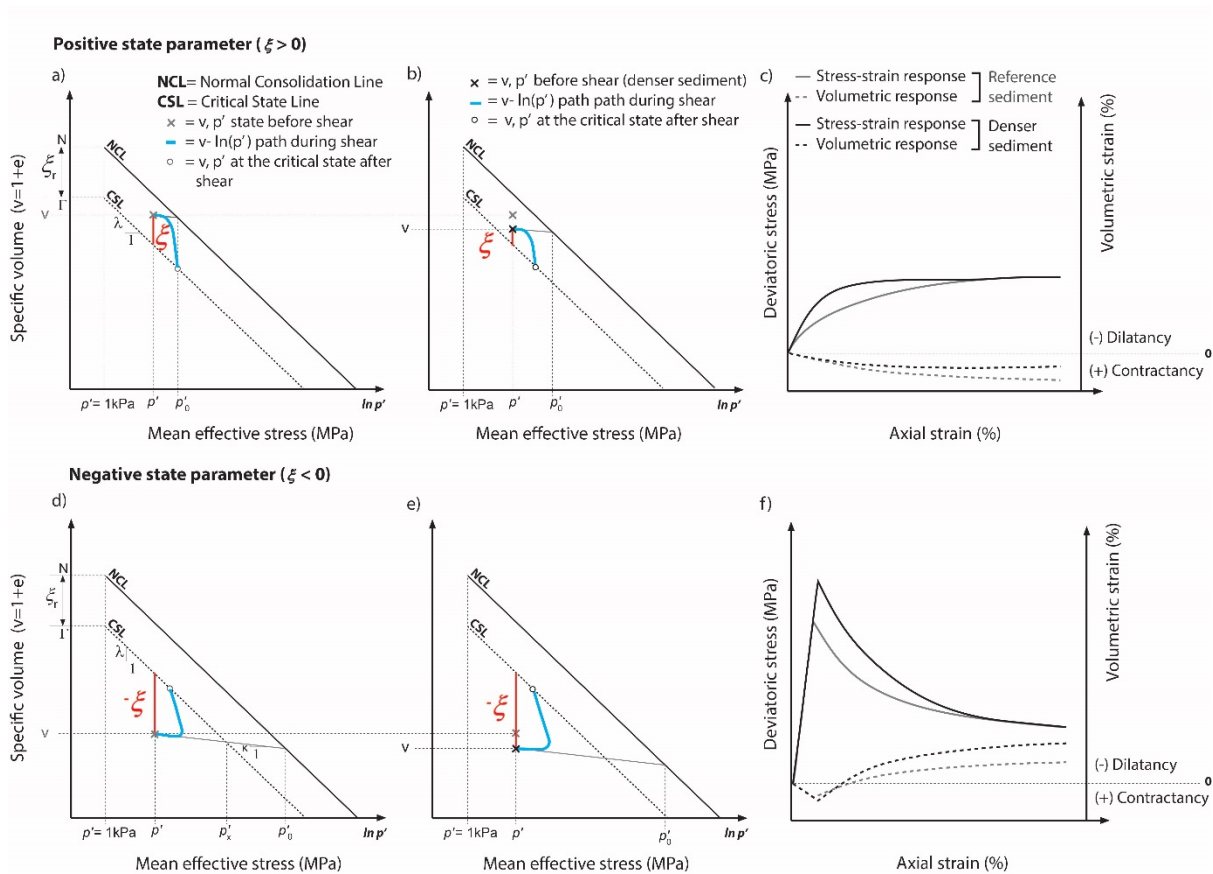 Positive state parameter (ξ > 0)
a)
NCL= Normal Consolidation Line
CSL= Critical State Line
= v, p' state before shear
= v- ln(p') path during shear
= v, p' at the critical state after
shear
N
ξr
Γ
v
NCL
CSL
λ
1
ξ
p'= 1kPa
p'
p'0
ln p'
Mean effective stress (MPa)
Specific volume (v=1+e)
b)
= v, p' before shear (denser sediment)
= v- ln(p') path path during shear
= v, p' at the critical state after shear
NCL
CSL
v
ξ
p'= 1kPa
p'
p'0
ln p'
Mean effective stress (MPa)
c)
Stress-strain response
Volumetric response
Reference
sediment
Stress-strain response
Volumetric response
Denser
sediment
Deviatoric stress (MPa)
Volumetric strain (%)
(-) Dilatancy
0
(+) Contractancy
Axial strain (%)
Negative state parameter (ξ < 0)
d)
N
ξr
Γ
v
NCL
CSL
λ
1
-ξ
κ
1
p'= 1kPa
p'
p'x
p'0
ln p'
Mean effective stress (MPa)
Specific volume (v=1+e)
e)
NCL
CSL
v
-ξ
p'= 1kPa
p'
p'0
ln p'
Mean effective stress (MPa)
f)
Deviatoric stress (MPa)
Volumetric strain (%)
(-) Dilatancy
0
(+) Contractancy
Axial strain (%)